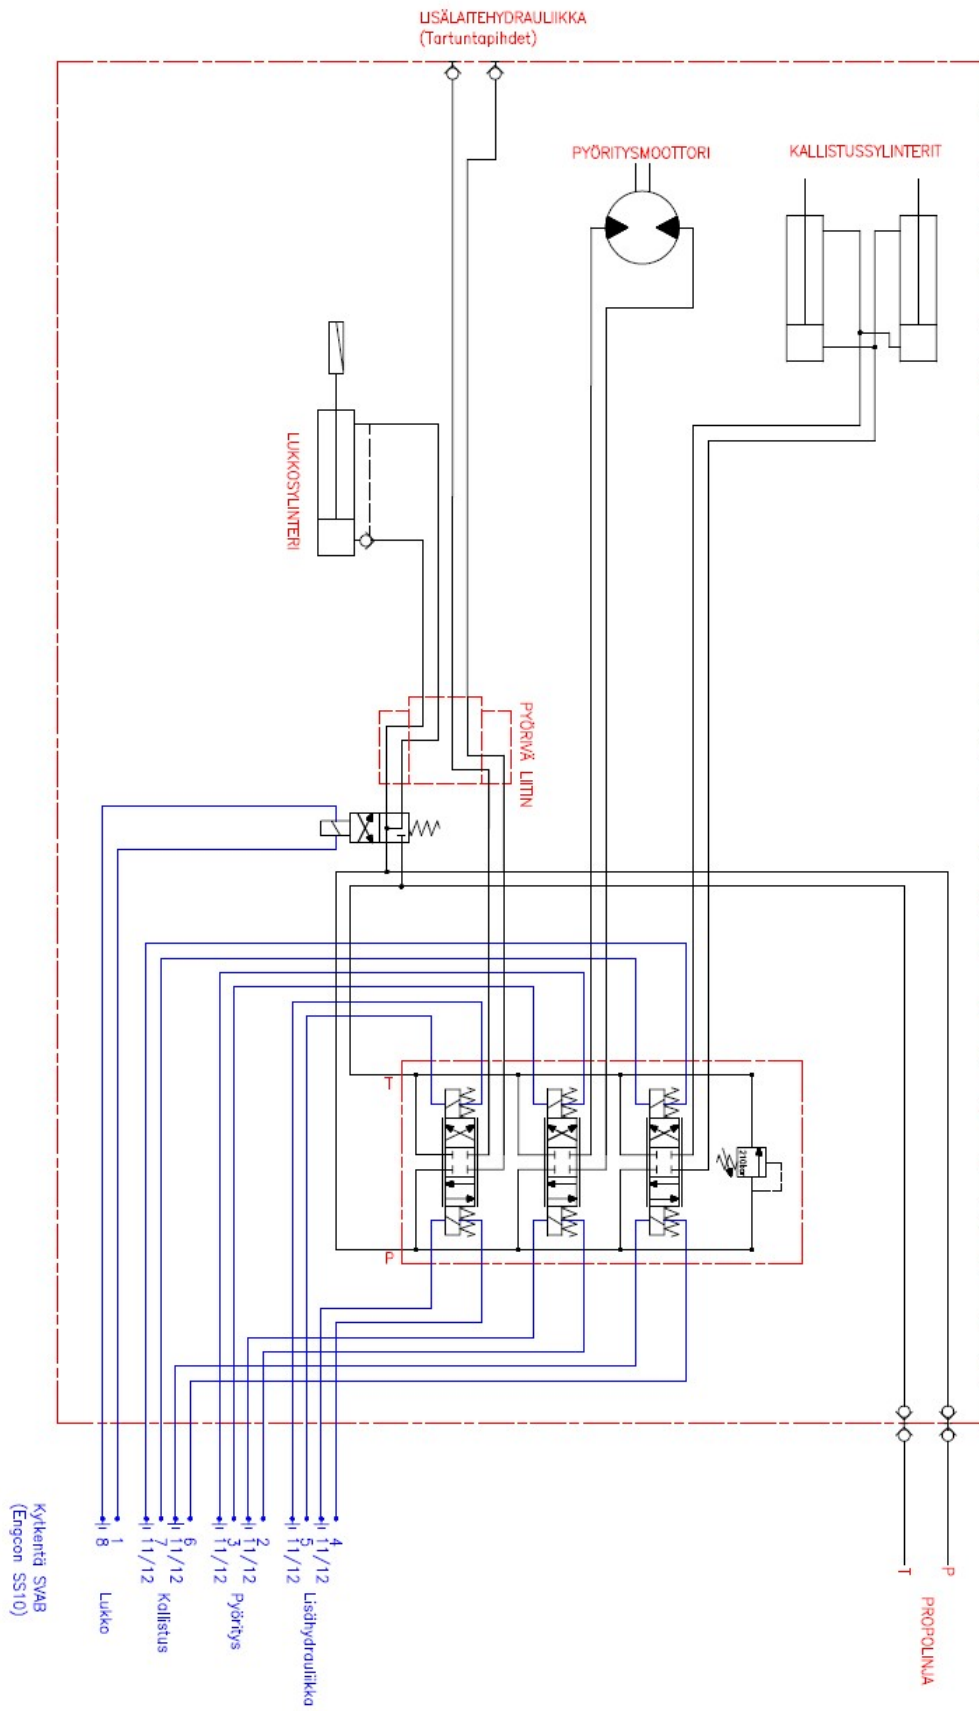 LISÄLAITEHYDRAULIIKKA
(Tartuntapihdet)
PYÖRITYSMOOTTORI
KALLISTUSSYLINTERIT
LUKKOSYLINTERI
PYÖRIVÄ LIITIN
T
210bar
P
P
T
PROPOLINJA
4
11/12
5
11/12
Lisähydrauliikka
2
11/12
3
11/12
Pyöritys
6
11/12
7
11/12
Kallistus
1
8
Lukko
Kytkentä SVAB
(Engcon SS10)